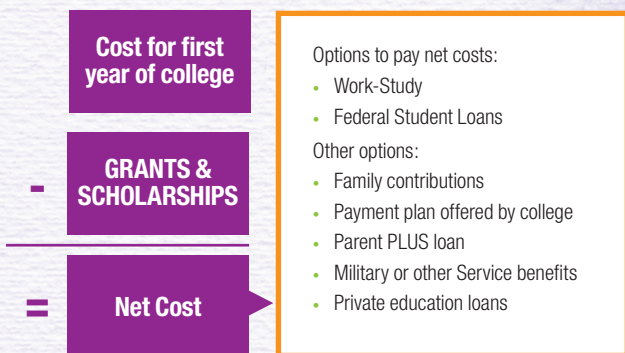 Cost for first
year of college
-
GRANTS &
SCHOLARSHIPS
=
Net Cost
Options to pay net costs:
• Work-Study
• Federal Student Loans
Other options:
• Family contributions
• Payment plan offered by college
• Parent PLUS loan
• Military or other Service benefits
• Private education loans